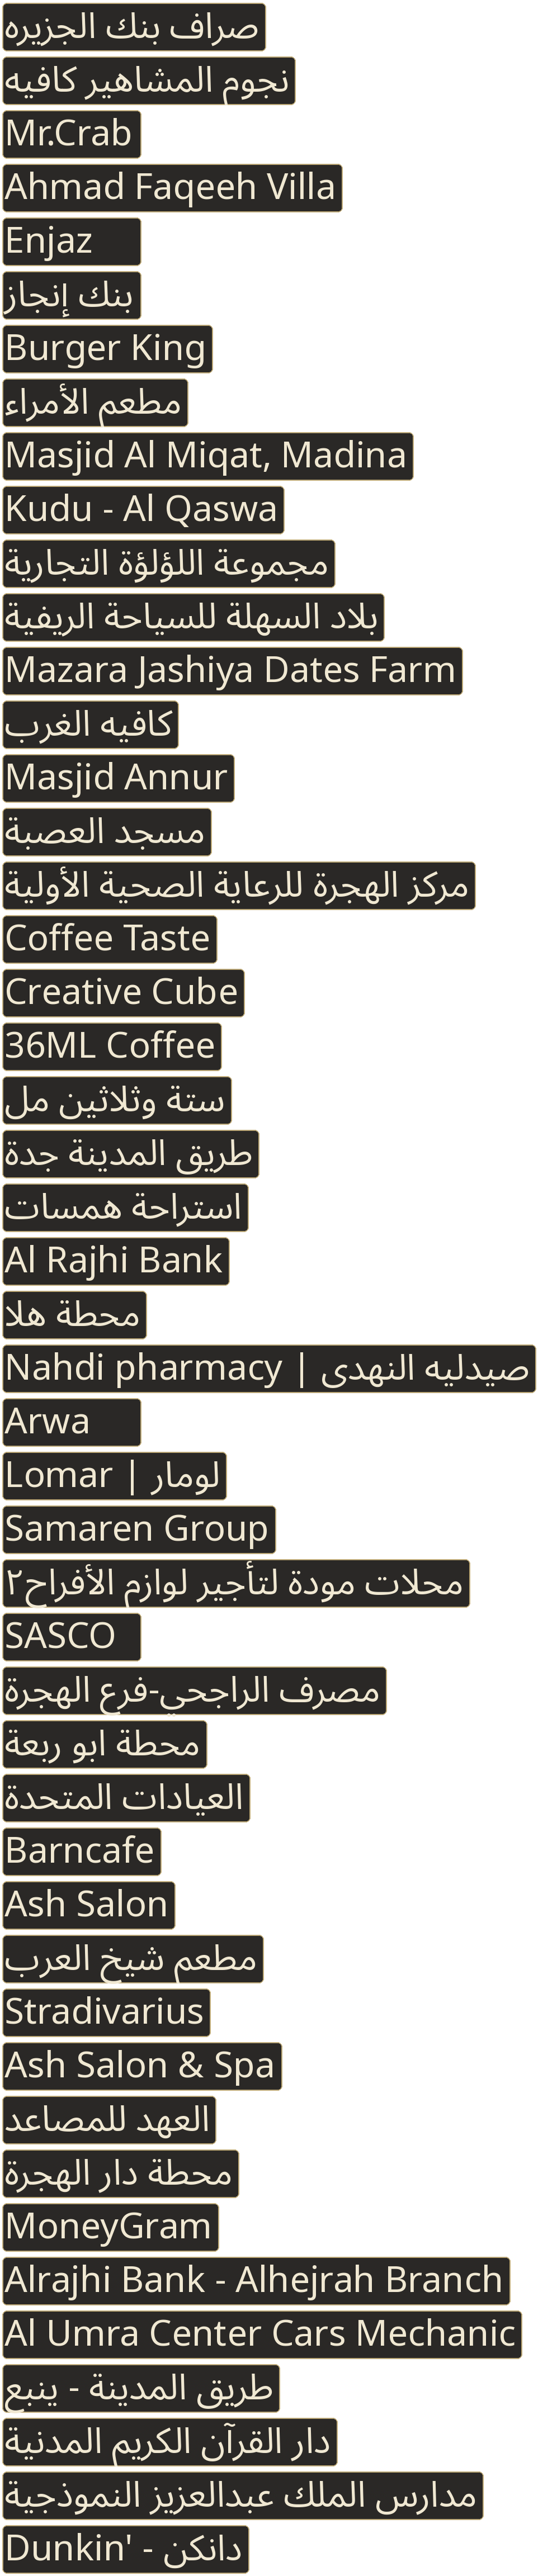 صراف بنك الجزيره
نجوم المشاهير كافيه
Mr.Crab
Ahmad Faqeeh Villa
Enjaz
بنك إنجاز
Burger King
مطعم الأمراء
Masjid Al Miqat, Madina
Kudu - Al Qaswa
مجموعة اللؤلؤة التجارية
بلاد السهلة للسياحة الريفية
Mazara Jashiya Dates Farm
كافيه الغرب
Masjid Annur
مسجد العصبة
مركز الهجرة للرعاية الصحية الأولية
Coffee Taste
Creative Cube
36ML Coffee
ستة وثلاثين مل
طريق المدينة جدة
استراحة همسات
Al Rajhi Bank
محطة هلا
Nahdi pharmacy | صيدليه النهدى
Arwa
Lomar | لومار
Samaren Group
محلات مودة لتأجير لوازم الأفراح٢
SASCO
مصرف الراجحي-فرع الهجرة
محطة ابو ربعة
العيادات المتحدة
Barncafe
Ash Salon
مطعم شيخ العرب
Stradivarius
Ash Salon & Spa
العهد للمصاعد
محطة دار الهجرة
MoneyGram
Alrajhi Bank - Alhejrah Branch
Al Umra Center Cars Mechanic
طريق المدينة - ينبع
دار القرآن الكريم المدنية
مدارس الملك عبدالعزيز النموذجية
Dunkin' - دانكن